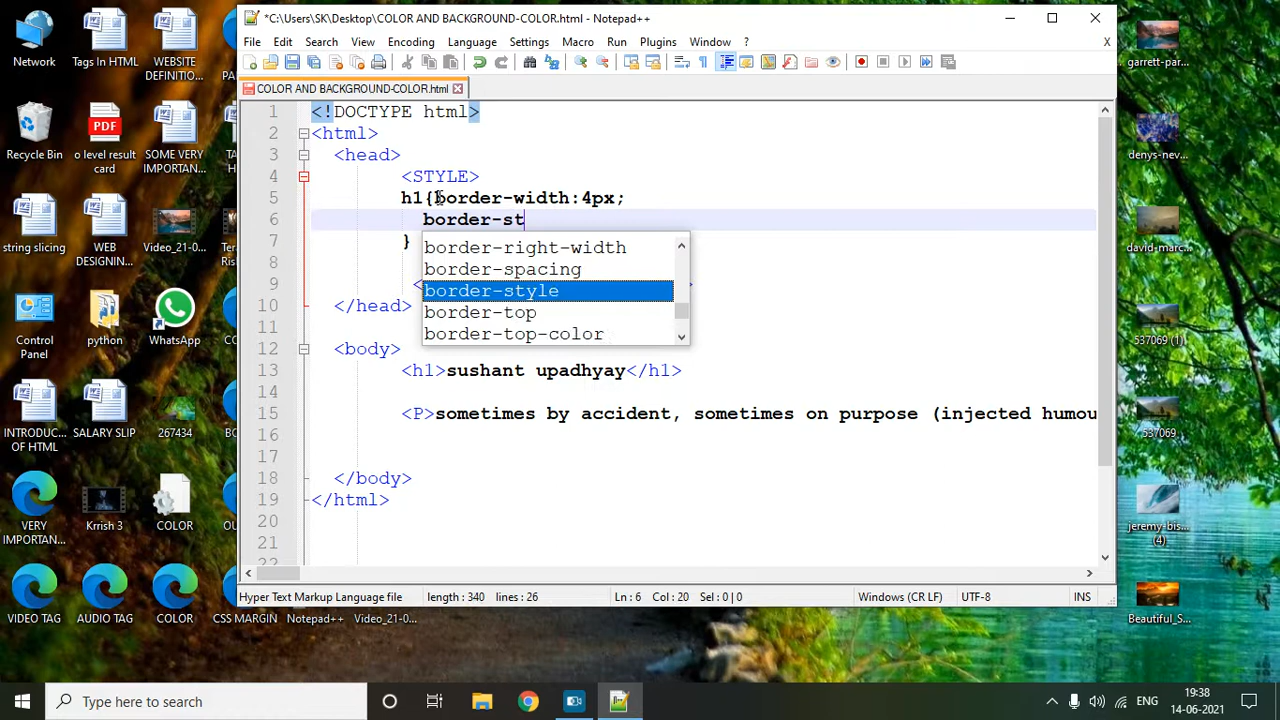 *C:\Users\SK\Desktop\COLOR AND BACKGROUND-COLOR.html - Notepad++
File Edit Search View Encoding Language Settings Macro Run Plugins Window ? X
COLOR AND BACKGROUND-COLOR.html
1 <!DOCTYPE html>
2 <html>
3 <head>
4 <STYLE>
5 h1{border-width:4px;
6 border-st
7 }
8
9 <
10 </head>
11
12 <body>
13 <h1>sushant upadhyay</h1>
14
15 <P>sometimes by accident, sometimes on purpose (injected humou
16
17
18 </body>
19 </html>
20
21
22
border-right-width
border-spacing
border-style
border-top
border-top-color
Hyper Text Markup Language file length : 340 lines : 26 Ln : 6 Col : 20 Sel : 0 | 0 Windows (CR LF) UTF-8 INS
Network
Tags In HTML
WEBSITE
DEFINITIO...
Recycle Bin
PDF
o level result
card
SOME VERY
IMPORTAN...
string slicing
WEB
DESIGNIN...
Video_21-0...
Control
Panel
python
WhatsApp
INTRODUC...
OF HTML
SALARY SLIP
267434
VERY
IMPORTAN...
Krrish 3
COLOR
VIDEO TAG
AUDIO TAG
COLOR
CSS MARGIN
Notepad++
Video_21-0...
garrett-par...
denys-nev...
david-marc...
537069 (1)
537069
jeremy-bis...
(4)
Beautiful_S...
Type here to search
ENG
19:38
14-06-2021